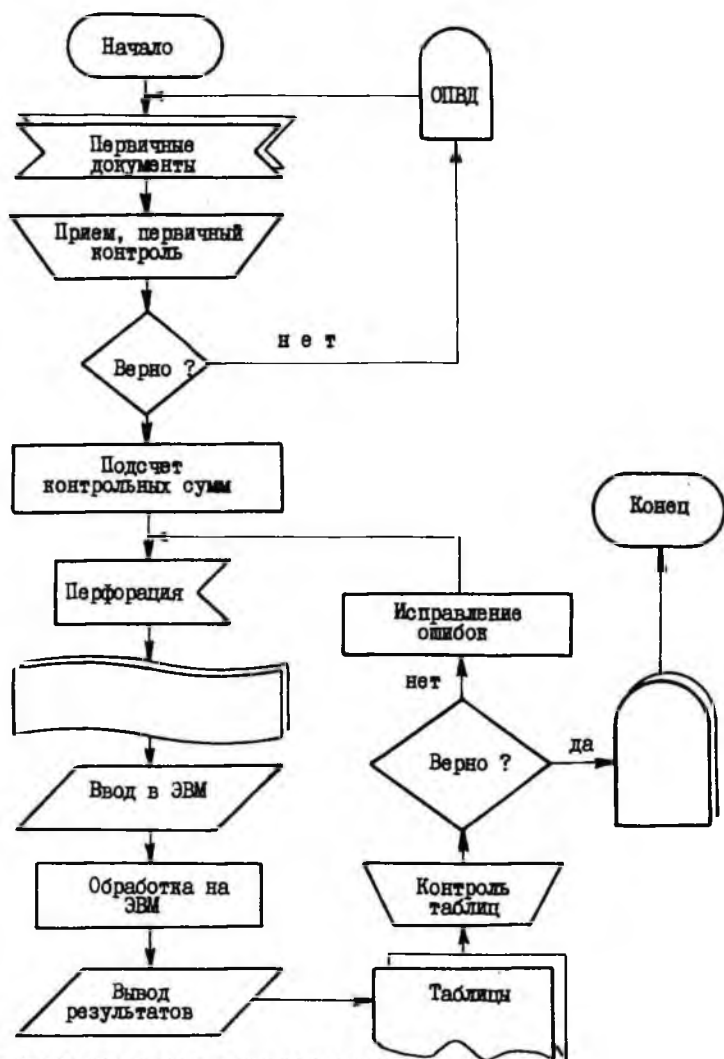 Начало
ОПВД
Первичные
документы
Прием, первичный
контроль
Верно ?
нет
Подсчет
контрольных сумм
Конец
Перфорация
Исправление
ошибок
нет
Верно ?
да
Ввод в ЭВМ
Обработка на
ЭВМ
Контроль
таблиц
Вывод
результатов
Таблицы